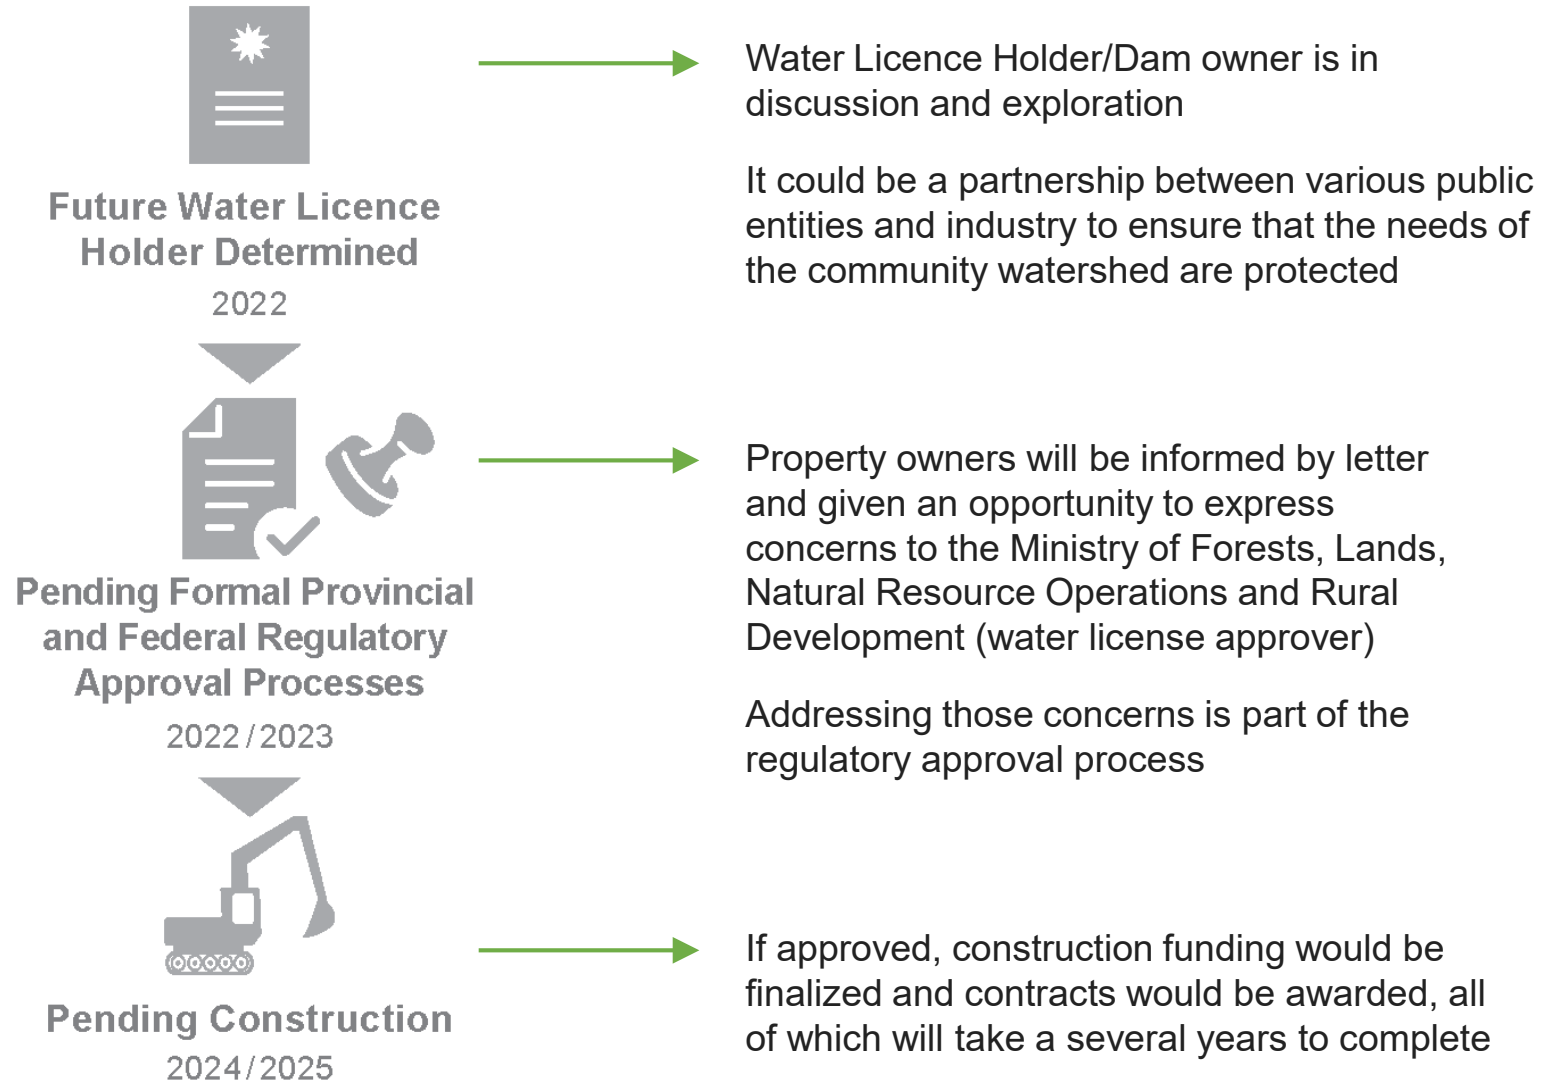 Future Water Licence
Holder Determined
2022
Water Licence Holder/Dam owner is in
discussion and exploration
It could be a partnership between various public
entities and industry to ensure that the needs of
the community watershed are protected
Pending Formal Provincial
and Federal Regulatory
Approval Processes
2022/2023
Property owners will be informed by letter
and given an opportunity to express
concerns to the Ministry of Forests, Lands,
Natural Resource Operations and Rural
Development (water license approver)
Addressing those concerns is part of the
regulatory approval process
Pending Construction
2024/2025
If approved, construction funding would be
finalized and contracts would be awarded, all
of which will take a several years to complete